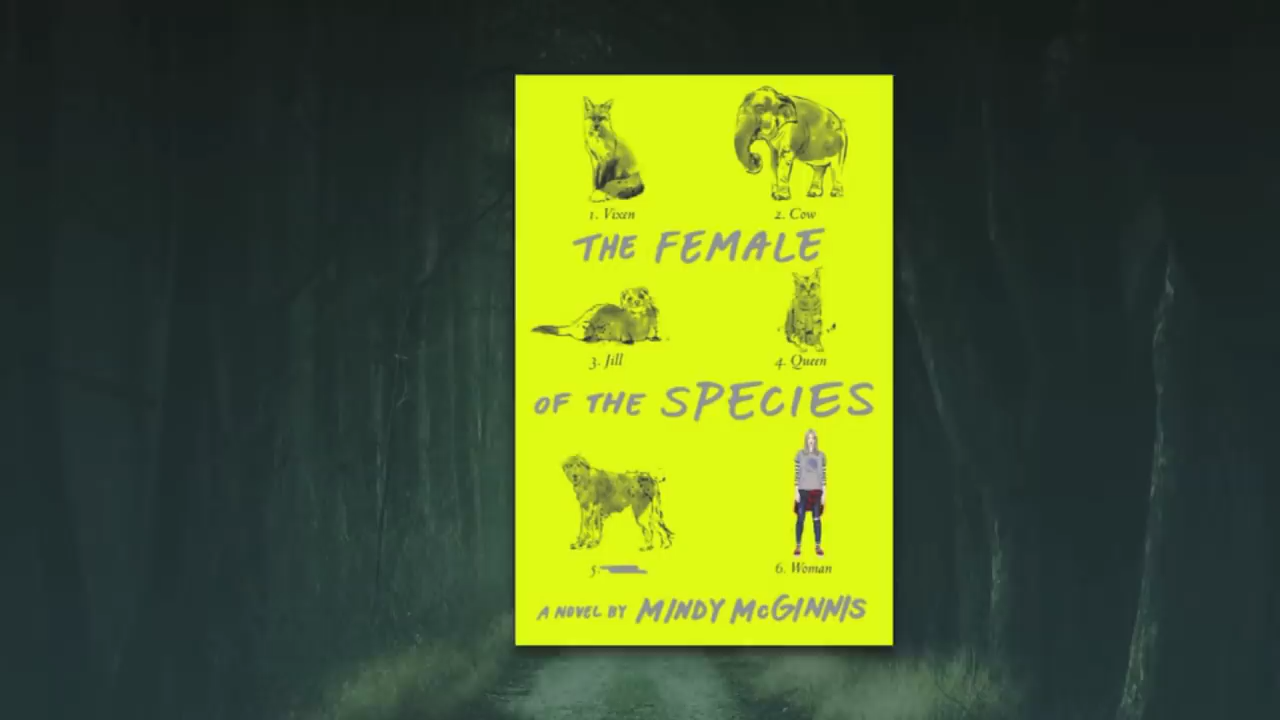 1. Vixen
2. Cow
THE FEMALE
3. Jill
4. Queen
OF THE SPECIES
5.
6. Woman
A NOVEL BY MINDY McGINNIS